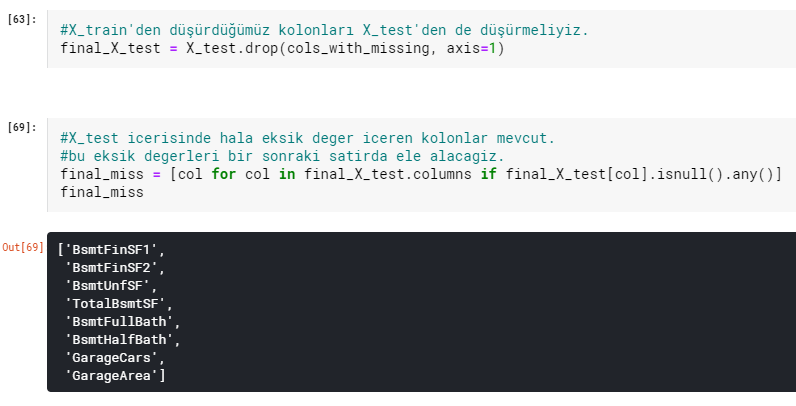 [63]:
#X_train'den düşürdüğümüz kolonları X_test'den de düşürmeliyiz.
final_X_test = X_test.drop(cols_with_missing, axis=1)
[69]:
#X_test icerisinde hala eksik deger iceren kolonlar mevcut.
#bu eksik degerleri bir sonraki satirda ele alacagiz.
final_miss = [col for col in final_X_test.columns if final_X_test[col].isnull().any()]
final_miss
Out[69]
['BsmtFinSF1',
'BsmtFinSF2',
'BsmtUnfSF',
'TotalBsmtSF',
'BsmtFullBath',
'BsmtHalfBath',
'GarageCars',
'GarageArea']